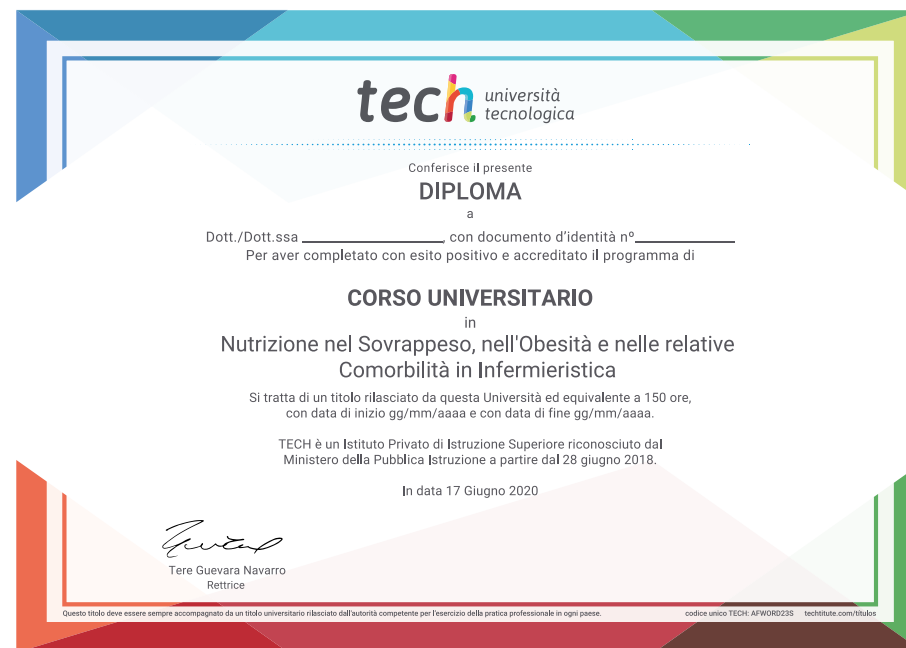 tech università
tecnologica
Conferisce il presente
DIPLOMA
a
Dott./Dott.ssa _________________, con documento d'identità nº____________
Per aver completato con esito positivo e accreditato il programma di
CORSO UNIVERSITARIO
in
Nutrizione nel Sovrappeso, nell'Obesità e nelle relative
Comorbilità in Infermieristica
Si tratta di un titolo rilasciato da questa Università ed equivalente a 150 ore,
con data di inizio gg/mm/aaaa e con data di fine gg/mm/aaaa.
TECH è un Istituto Privato di Istruzione Superiore riconosciuto dal
Ministero della Pubblica Istruzione a partire dal 28 giugno 2018.
In data 17 Giugno 2020
Tere Guevara Navarro
Rettrice
Questo titolo deve essere sempre accompagnato da un titolo universitario rilasciato dall'autorità competente per l'esercizio della pratica professionale in ogni paese. codice unico TECH: AFWORD23S techtitute.com/titulos